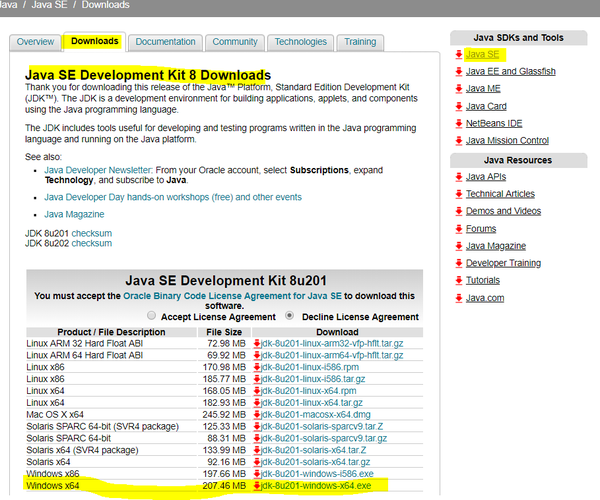 Java / Java SE / Downloads
Overview Downloads Documentation Community Technologies Training
Java SE Development Kit 8 Downloads
Thank you for downloading this release of the Java™ Platform, Standard Edition Development Kit
(JDK™). The JDK is a development environment for building applications, applets, and components
using the Java programming language.
The JDK includes tools useful for developing and testing programs written in the Java programming
language and running on the Java platform.
See also:
• Java Developer Newsletter: From your Oracle account, select Subscriptions, expand
Technology, and subscribe to Java.
• Java Developer Day hands-on workshops (free) and other events
• Java Magazine
JDK 8u201 checksum
JDK 8u202 checksum
Java SE Development Kit 8u201
You must accept the Oracle Binary Code License Agreement for Java SE to download this
software.
Accept License Agreement Decline License Agreement
Product / File Description File Size Download
Linux ARM 32 Hard Float ABI 72.98 MB jdk-8u201-linux-arm32-vfp-hflt.tar.gz
Linux ARM 64 Hard Float ABI 69.92 MB jdk-8u201-linux-arm64-vfp-hflt.tar.gz
Linux x86 170.98 MB jdk-8u201-linux-i586.rpm
Linux x86 185.77 MB jdk-8u201-linux-i586.tar.gz
Linux x64 168.05 MB jdk-8u201-linux-x64.rpm
Linux x64 182.93 MB jdk-8u201-linux-x64.tar.gz
Mac OS X x64 245.92 MB jdk-8u201-macosx-x64.dmg
Solaris SPARC 64-bit (SVR4 package) 125.33 MB jdk-8u201-solaris-sparcv9.tar.Z
Solaris SPARC 64-bit 88.31 MB jdk-8u201-solaris-sparcv9.tar.gz
Solaris x64 (SVR4 package) 133.99 MB jdk-8u201-solaris-x64.tar.Z
Solaris x64 92.16 MB jdk-8u201-solaris-x64.tar.gz
Windows x86 197.66 MB jdk-8u201-windows-i586.exe
Windows x64 207.46 MB jdk-8u201-windows-x64.exe
Java SDKs and Tools
Java SE
Java EE and Glassfish
Java ME
Java Card
NetBeans IDE
Java Mission Control
Java Resources
Java APIs
Technical Articles
Demos and Videos
Forums
Java Magazine
Developer Training
Tutorials
Java.com